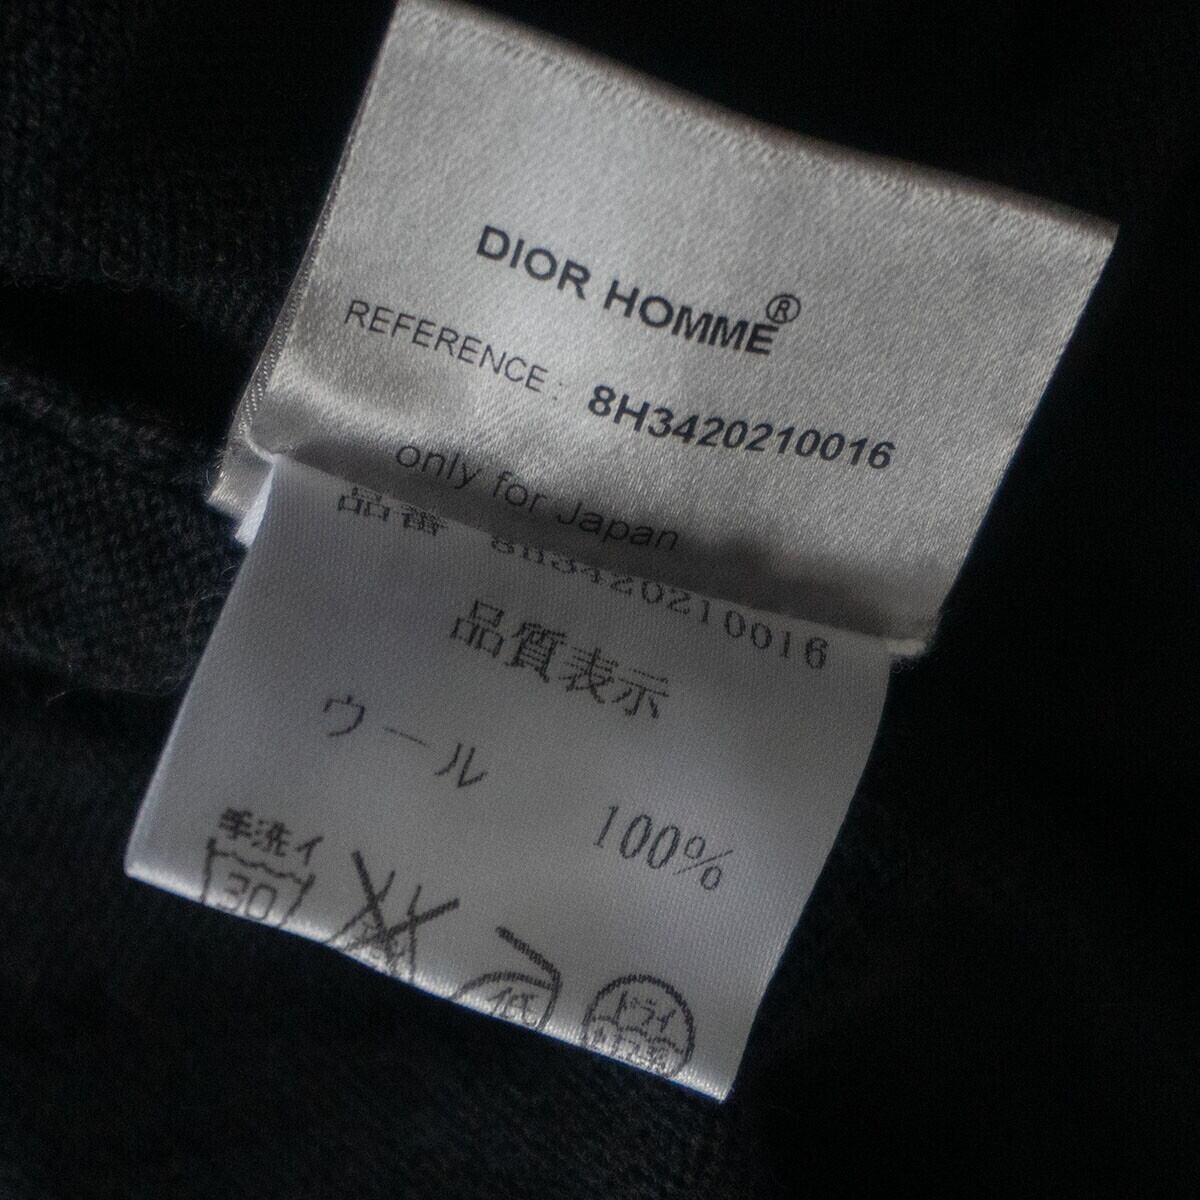 DIOR HOMME®
REFERENCE : 8H3420210016
only for Japan
品番 8H3420210016
品質表示
ウール
100%
手洗イ
30
低
ドライ